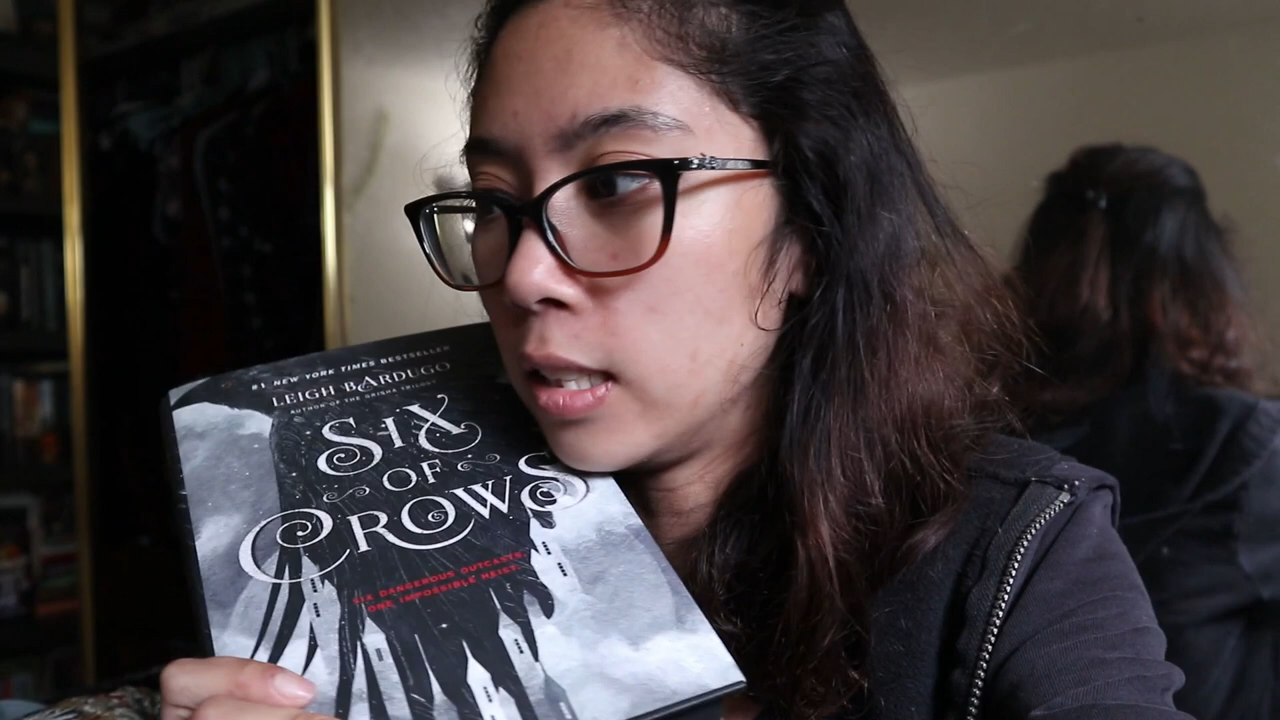 #1 NEW YORK TIMES BESTSELLER
LEIGH BARDUGO
AUTHOR OF THE GRISHA TRILOGY
SIX
OF
CROWS
SIX DANGEROUS OUTCASTS.
ONE IMPOSSIBLE HEIST.